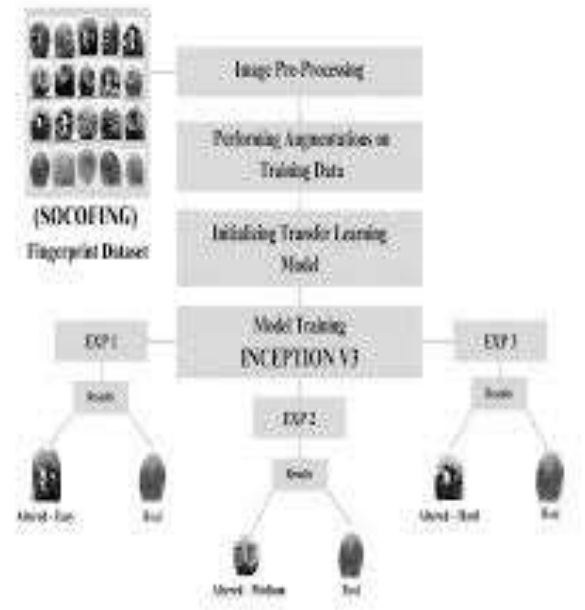 Image Pre-Processing
Performing Augmentations on
Training Data
(SOCOFING)
Fingerprint Dataset
Initializing Transfer Learning
Model
Model Training
INCEPTION V3
EXP 1
EXP 3
Results
Results
EXP 2
Altered - Easy
Real
Results
Altered - Hard
Real
Altered - Medium
Real